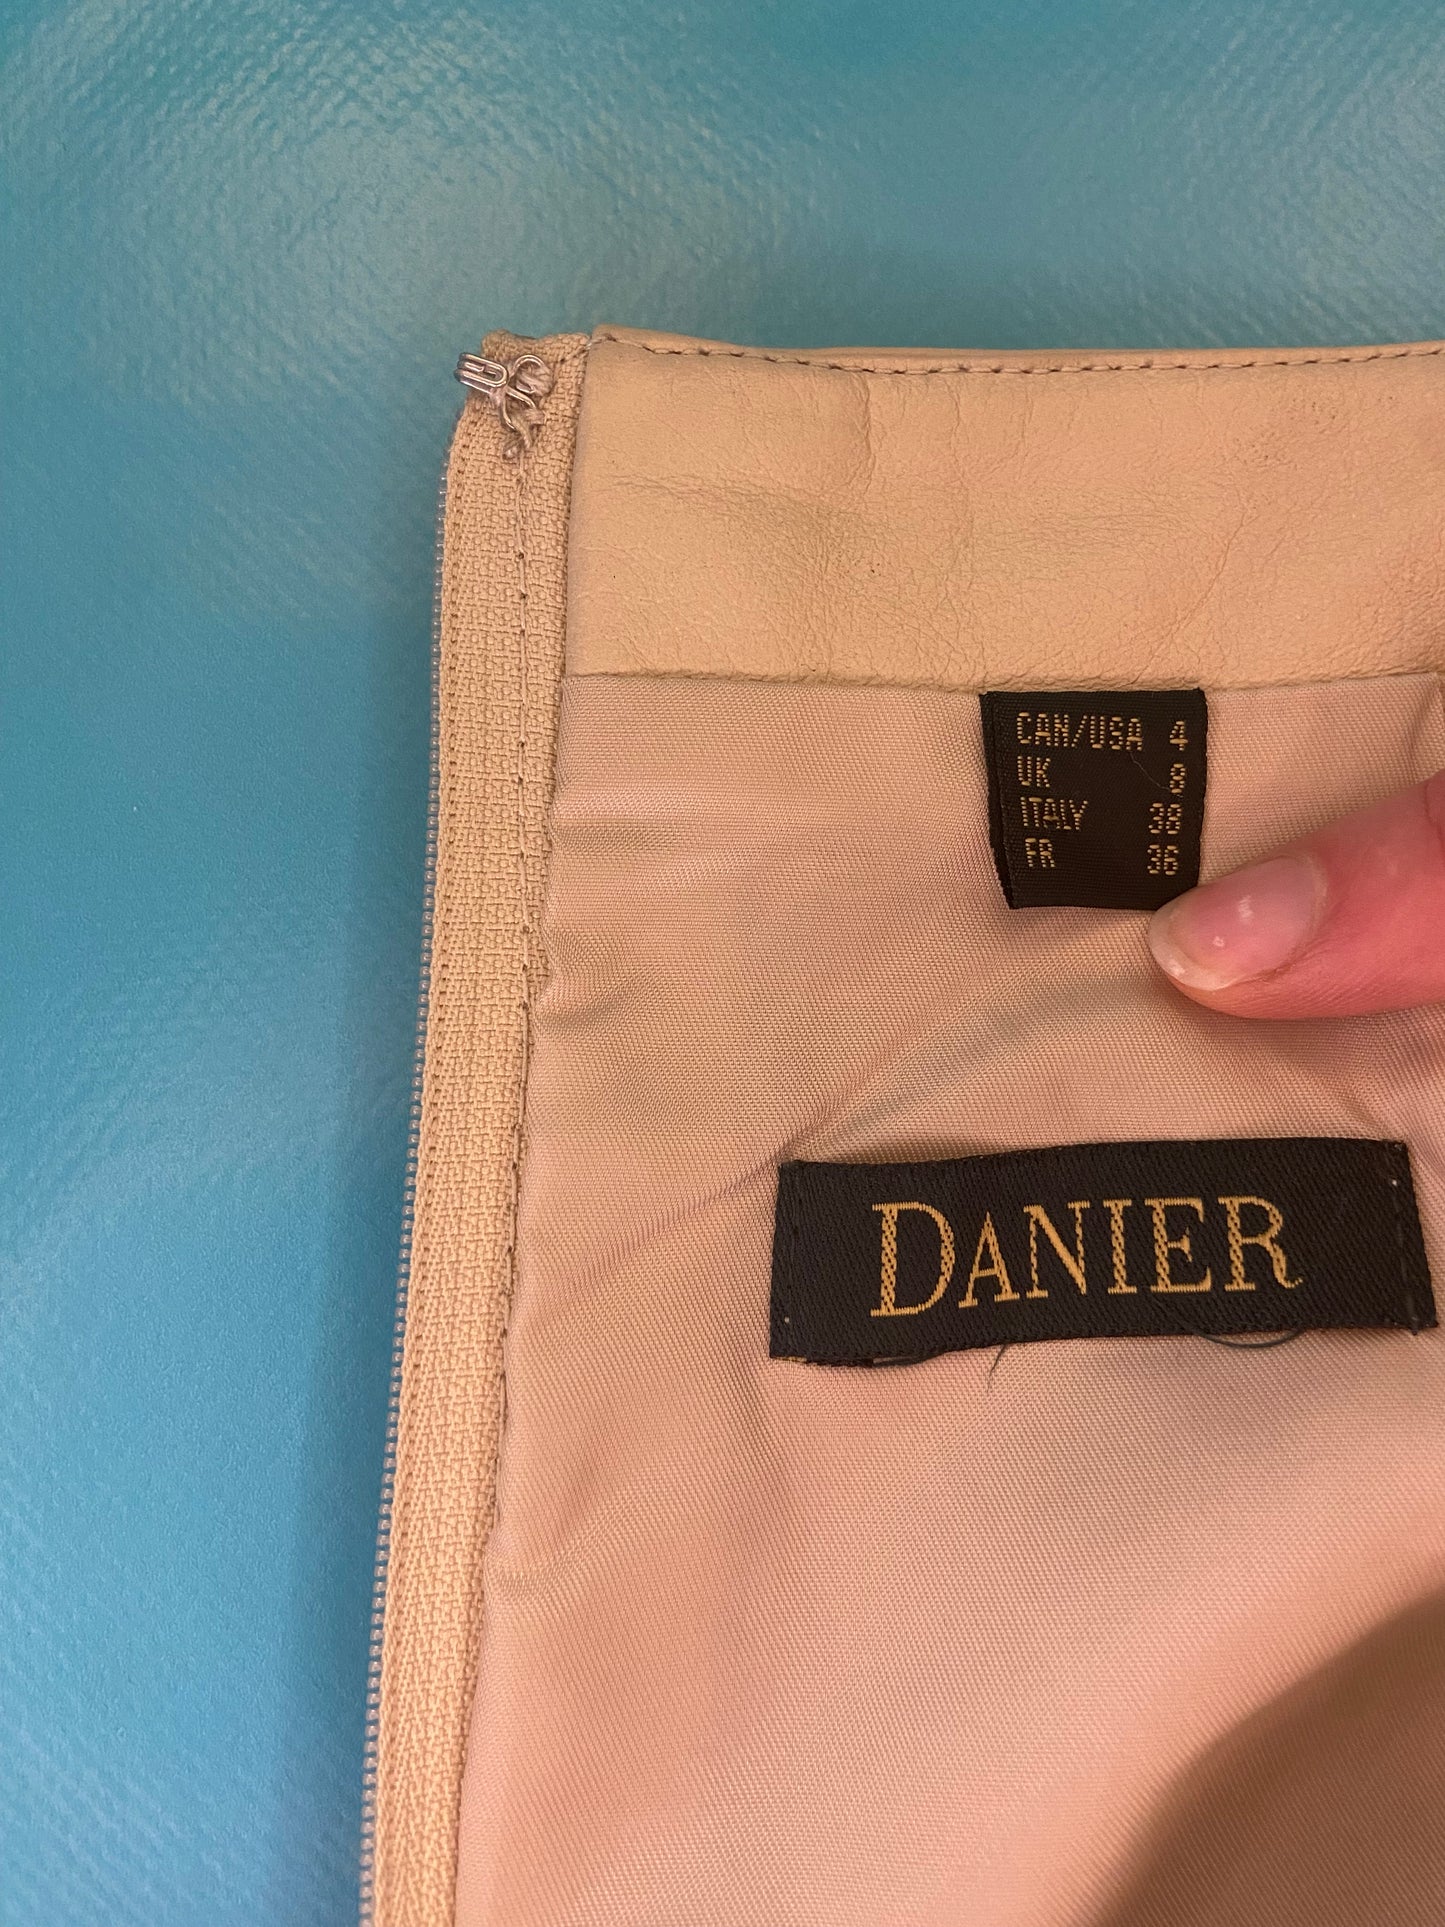 CAN/USA 4
UK 8
ITALY 38
FR 36
DANIER